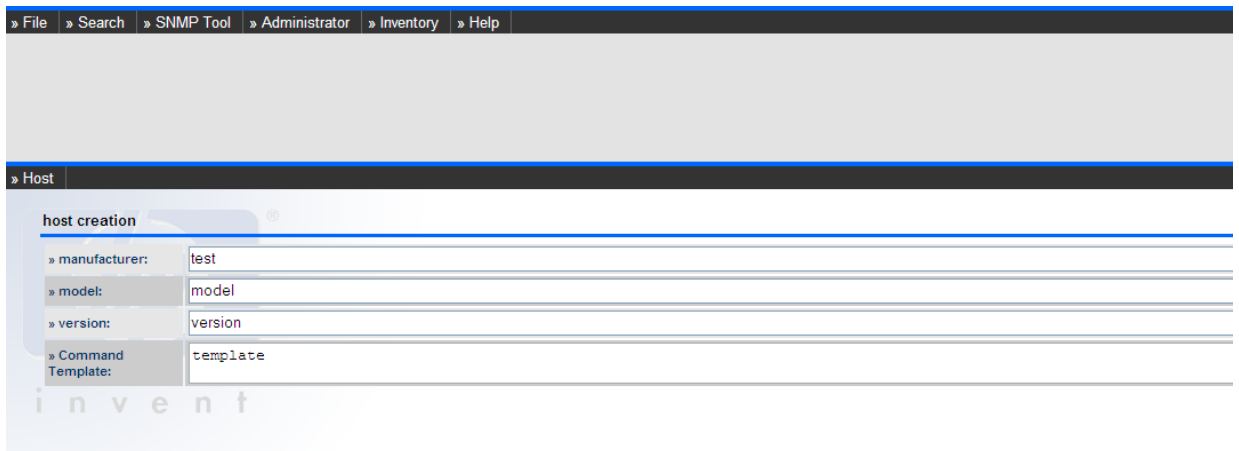 » File » Search » SNMP Tool » Administrator » Inventory » Help
» Host
®
host creation
» manufacturer: test
» model: model
» version: version
» Command Template: template
invent